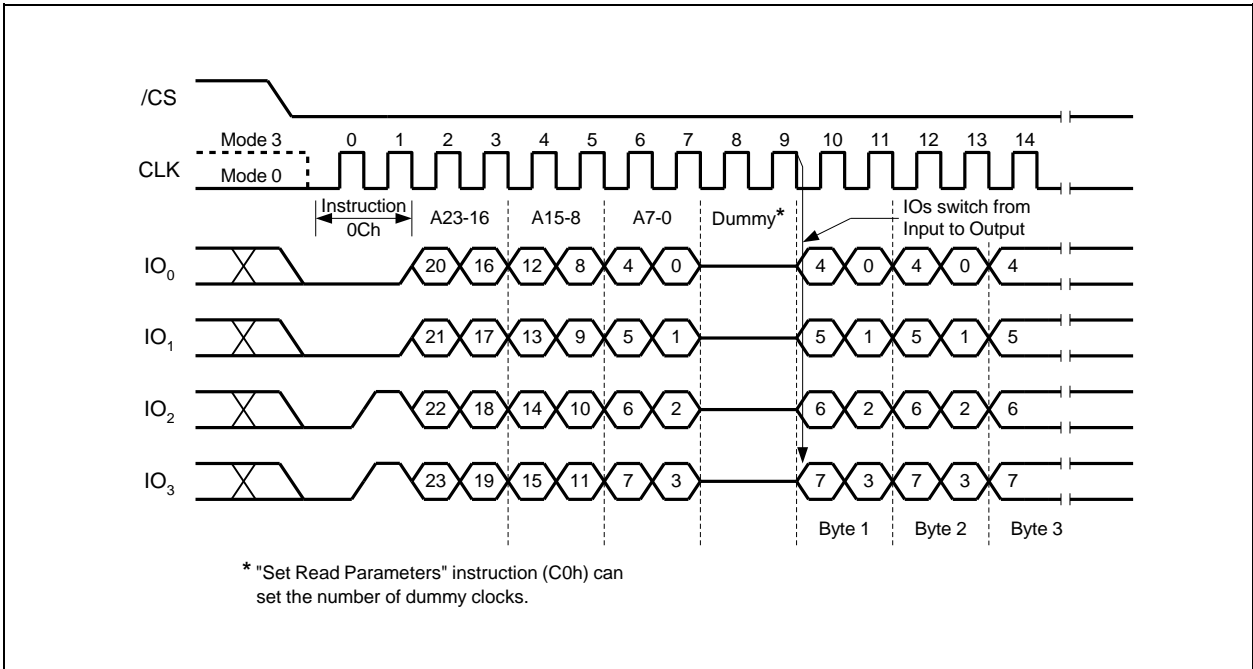 /CS
Mode 3 0 1 2 3 4 5 6 7 8 9 10 11 12 13 14
CLK
Mode 0
Instruction
0Ch
A23-16 A15-8 A7-0 Dummy*
IOs switch from
Input to Output
IO0 20 16 12 8 4 0 4 0 4 0 4
IO1 21 17 13 9 5 1 5 1 5 1 5
IO2 22 18 14 10 6 2 6 2 6 2 6
IO3 23 19 15 11 7 3 7 3 7 3 7
Byte 1 Byte 2 Byte 3
* "Set Read Parameters" instruction (C0h) can
set the number of dummy clocks.